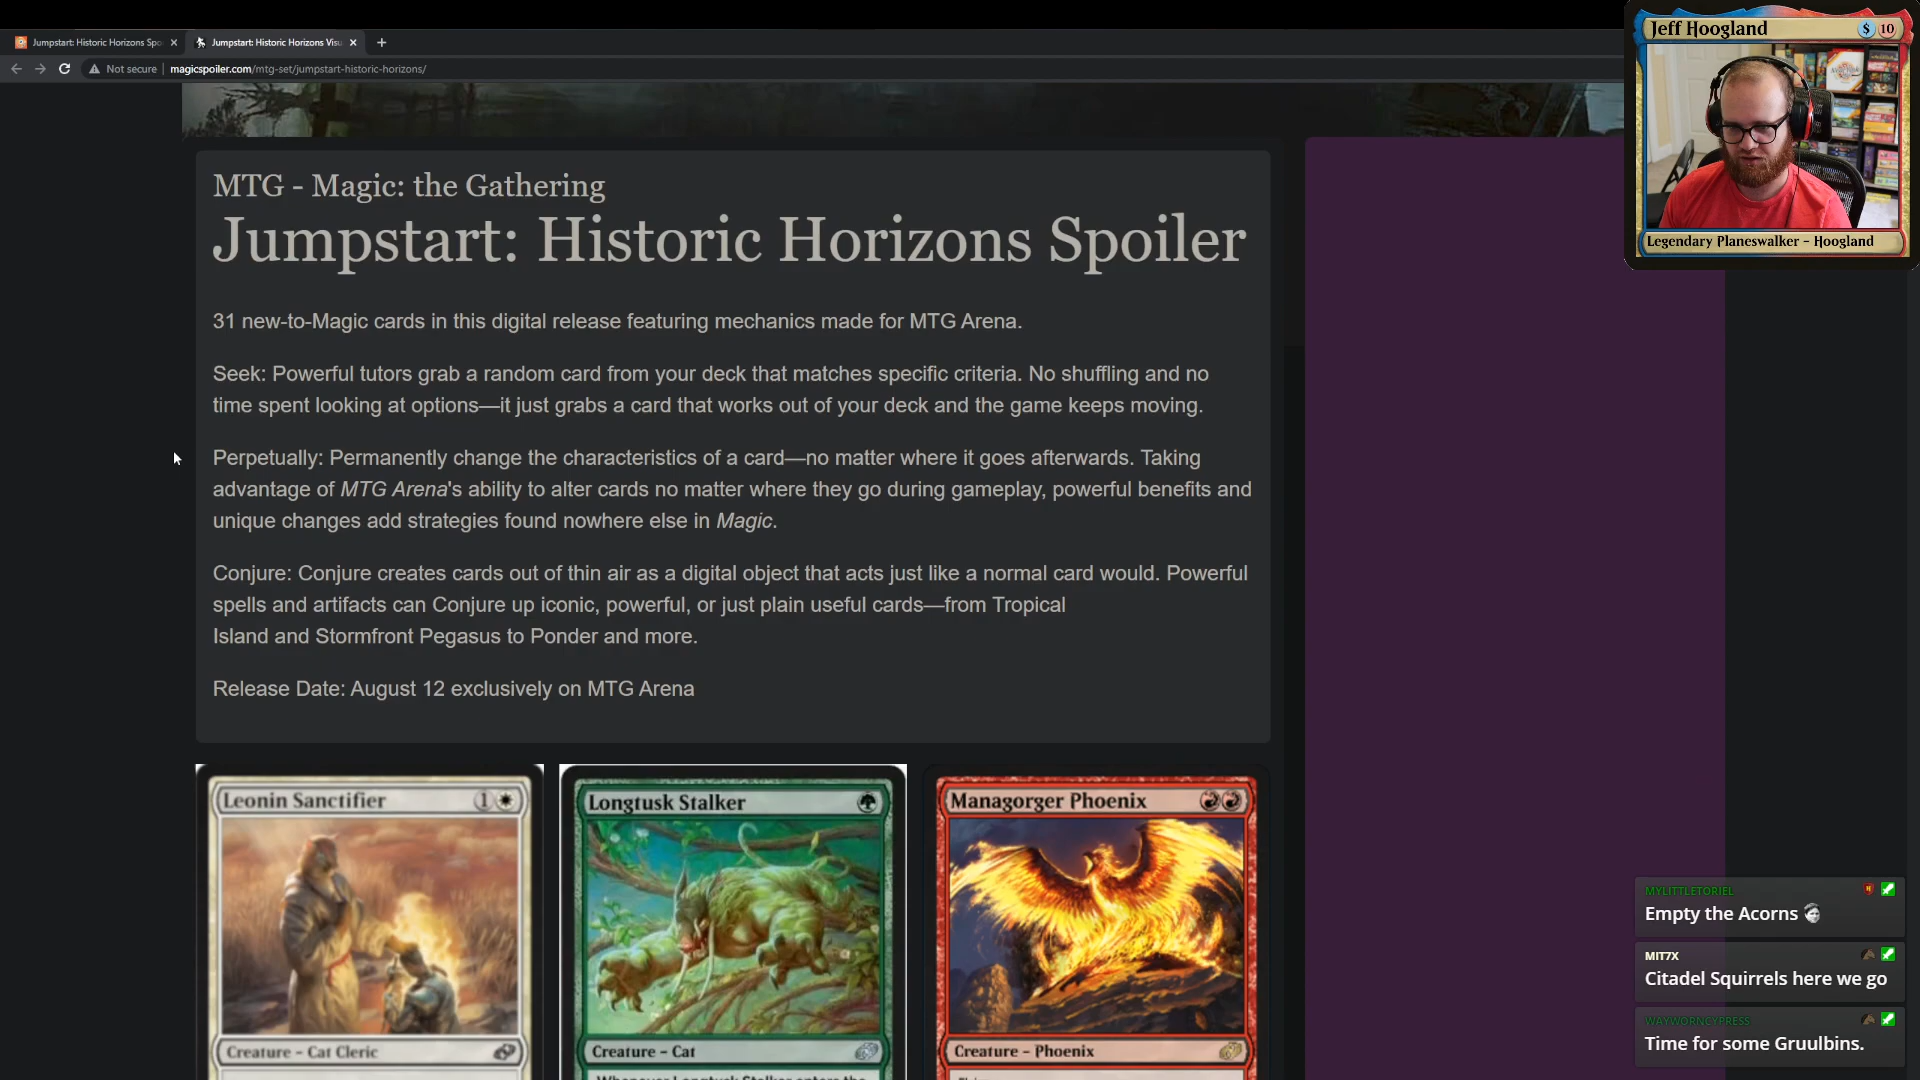 Jumpstart: Historic Horizons Spo
Jumpstart: Historic Horizons Visu
Not secure
magicspoiler.com/mtg-set/jumpstart-historic-horizons/
Jeff Hoogland
$ 10
Legendary Planeswalker – Hoogland
MTG - Magic: the Gathering
Jumpstart: Historic Horizons Spoiler
31 new-to-Magic cards in this digital release featuring mechanics made for MTG Arena.
Seek: Powerful tutors grab a random card from your deck that matches specific criteria. No shuffling and no
time spent looking at options—it just grabs a card that works out of your deck and the game keeps moving.
Perpetually: Permanently change the characteristics of a card—no matter where it goes afterwards. Taking
advantage of MTG Arena's ability to alter cards no matter where they go during gameplay, powerful benefits and
unique changes add strategies found nowhere else in Magic.
Conjure: Conjure creates cards out of thin air as a digital object that acts just like a normal card would. Powerful
spells and artifacts can Conjure up iconic, powerful, or just plain useful cards—from Tropical
Island and Stormfront Pegasus to Ponder and more.
Release Date: August 12 exclusively on MTG Arena
Leonin Sanctifier 1
Creature – Cat Cleric
Longtusk Stalker
Creature – Cat
Whenever Longtusk Stalker enters the
Managorger Phoenix
Creature – Phoenix
MYLITTLETORIEL
Empty the Acorns
MIT7X
Citadel Squirrels here we go
WAYWORNCYPRESS
Time for some Gruulbins.